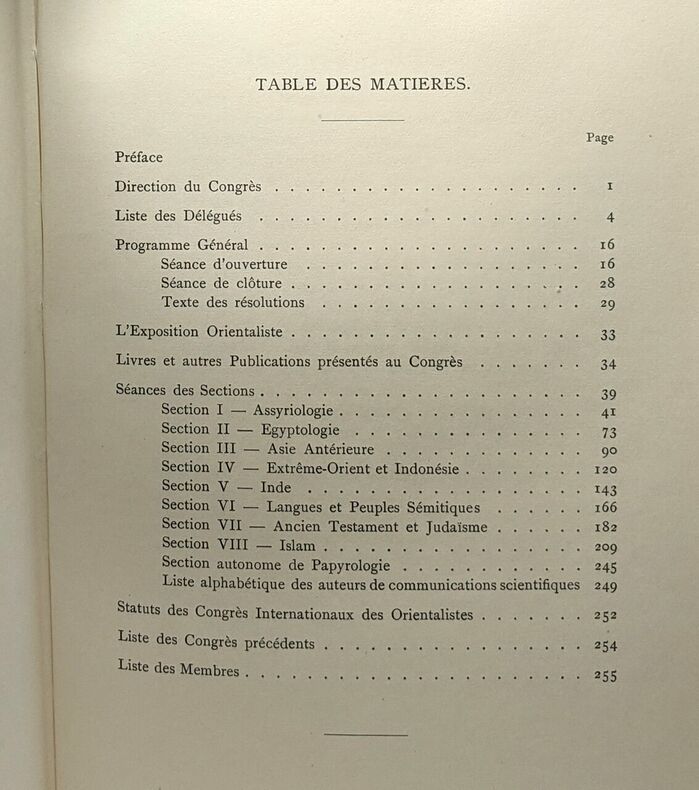 TABLE DES MATIERES.
Page
Préface
Direction du Congrès . . . . . . . . . . . . . . . . . . . . 1
Liste des Délégués . . . . . . . . . . . . . . . . . . . . . 4
Programme Général . . . . . . . . . . . . . . . . . . . . . 16
Séance d'ouverture . . . . . . . . . . . . . . . . . . 16
Séance de clôture . . . . . . . . . . . . . . . . . . . 28
Texte des résolutions . . . . . . . . . . . . . . . . . 29
L'Exposition Orientaliste . . . . . . . . . . . . . . . . . . . 33
Livres et autres Publications présentés au Congrès . . . . . . . 34
Séances des Sections . . . . . . . . . . . . . . . . . . . . . 39
Section I — Assyriologie . . . . . . . . . . . . . . . . 41
Section II — Egyptologie . . . . . . . . . . . . . . . 73
Section III — Asie Antérieure . . . . . . . . . . . . . 90
Section IV — Extrême-Orient et Indonésie . . . . . . . 120
Section V — Inde . . . . . . . . . . . . . . . . . . 143
Section VI — Langues et Peuples Sémitiques . . . . . . 166
Section VII — Ancien Testament et Judaïsme . . . . . . 182
Section VIII — Islam . . . . . . . . . . . . . . . . . 209
Section autonome de Papyrologie . . . . . . . . . . . . 245
Liste alphabétique des auteurs de communications scientifiques 249
Statuts des Congrès Internationaux des Orientalistes . . . . . . . 252
Liste des Congrès précédents . . . . . . . . . . . . . . . . . 254
Liste des Membres . . . . . . . . . . . . . . . . . . . . . . 255